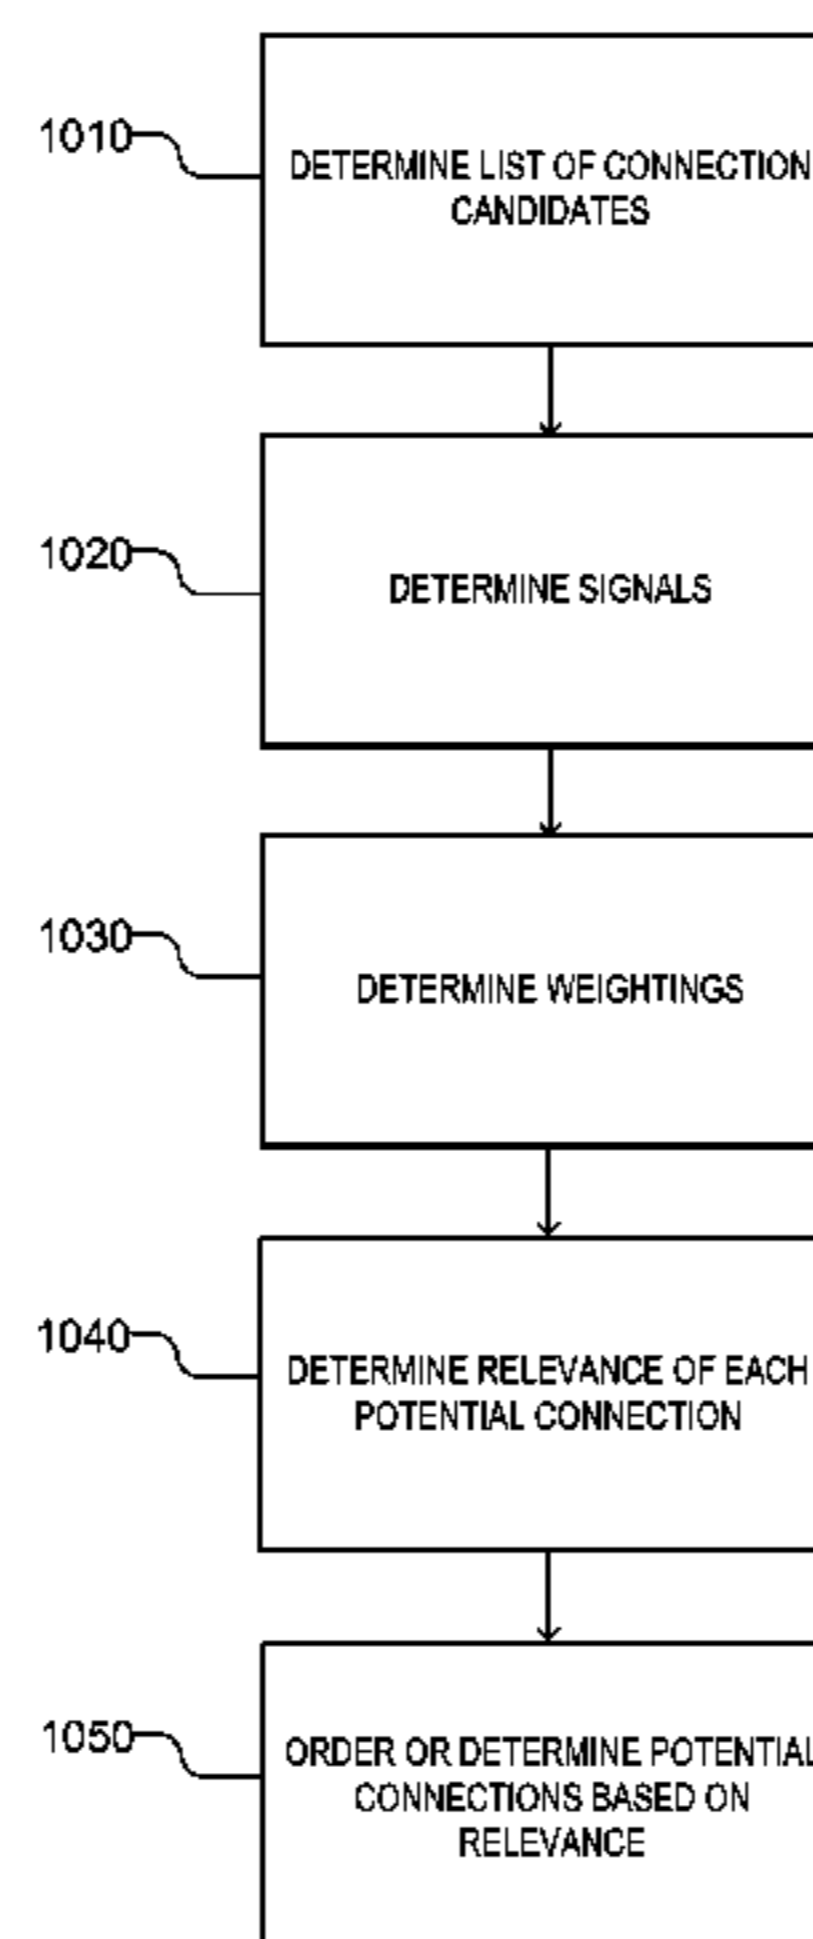 1010
DETERMINE LIST OF CONNECTION
CANDIDATES
1020
DETERMINE SIGNALS
1030
DETERMINE WEIGHTINGS
1040
DETERMINE RELEVANCE OF EACH
POTENTIAL CONNECTION
1050
ORDER OR DETERMINE POTENTIAL
CONNECTIONS BASED ON
RELEVANCE